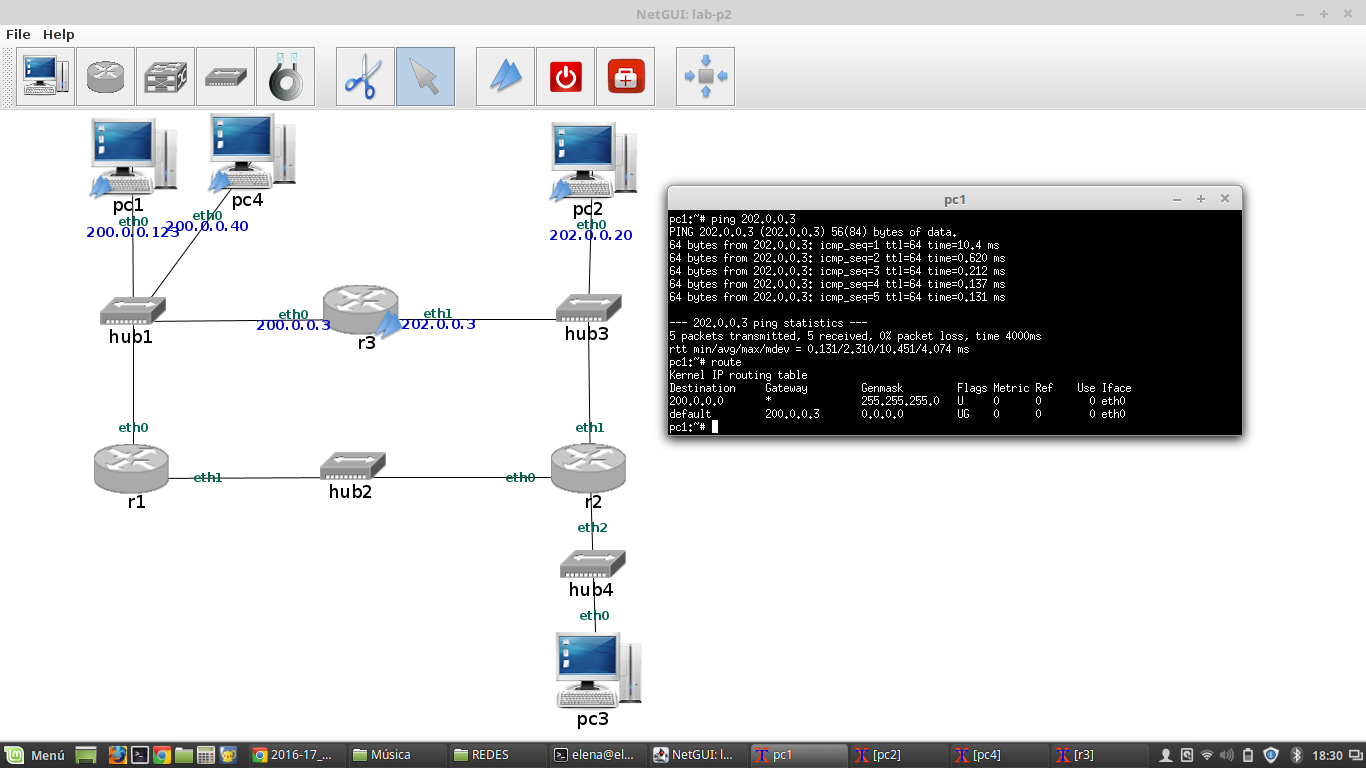 NetGUI: lab-p2
File Help
pc1
eth0
200.0.0.123
pc4
eth0
200.0.0.40
pc2
eth0
202.0.0.20
hub1
eth0
200.0.0.3
r3
eth1
202.0.0.3
hub3
eth0
r1
eth1
hub2
eth0
eth1
r2
eth2
hub4
eth0
pc3
pc1
pc1:~# ping 202.0.0.3
PING 202.0.0.3 (202.0.0.3) 56(84) bytes of data.
64 bytes from 202.0.0.3: icmp_seq=1 ttl=64 time=10.4 ms
64 bytes from 202.0.0.3: icmp_seq=2 ttl=64 time=0.620 ms
64 bytes from 202.0.0.3: icmp_seq=3 ttl=64 time=0.212 ms
64 bytes from 202.0.0.3: icmp_seq=4 ttl=64 time=0.137 ms
64 bytes from 202.0.0.3: icmp_seq=5 ttl=64 time=0.131 ms
--- 202.0.0.3 ping statistics ---
5 packets transmitted, 5 received, 0% packet loss, time 4000ms
rtt min/avg/max/mdev = 0.131/2.310/10.451/4.074 ms
pc1:~# route
Kernel IP routing table
Destination Gateway Genmask Flags Metric Ref Use Iface
200.0.0.0 * 255.255.255.0 U 0 0 0 eth0
default 200.0.0.3 0.0.0.0 UG 0 0 0 eth0
pc1:~#
Menú 2016-17_... Música REDES elena@el... NetGUI: l... pc1 [pc2] [pc4] [r3] 18:30